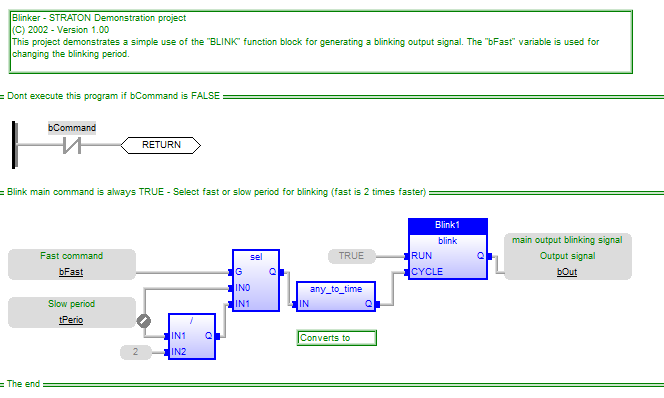 Blinker - STRATON Demonstration project
(C) 2002 - Version 1.00
This project demonstrates a simple use of the "BLINK" function block for generating a blinking output signal. The "bFast" variable is used for
changing the blinking period.
Dont execute this program if bCommand is FALSE
bCommand
RETURN
Blink main command is always TRUE - Select fast or slow period for blinking (fast is 2 times faster)
Fast command
bFast
Slow period
tPerio
2
/
IN1 Q
IN2
sel
G Q
IN0
IN1
any_to_time
IN Q
Converts to
TRUE
Blink1
blink
RUN Q
CYCLE
main output blinking signal
Output signal
bOut
The end